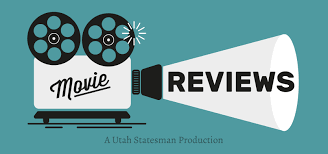 Movie
REVIEWS
A Utah Statesman Production